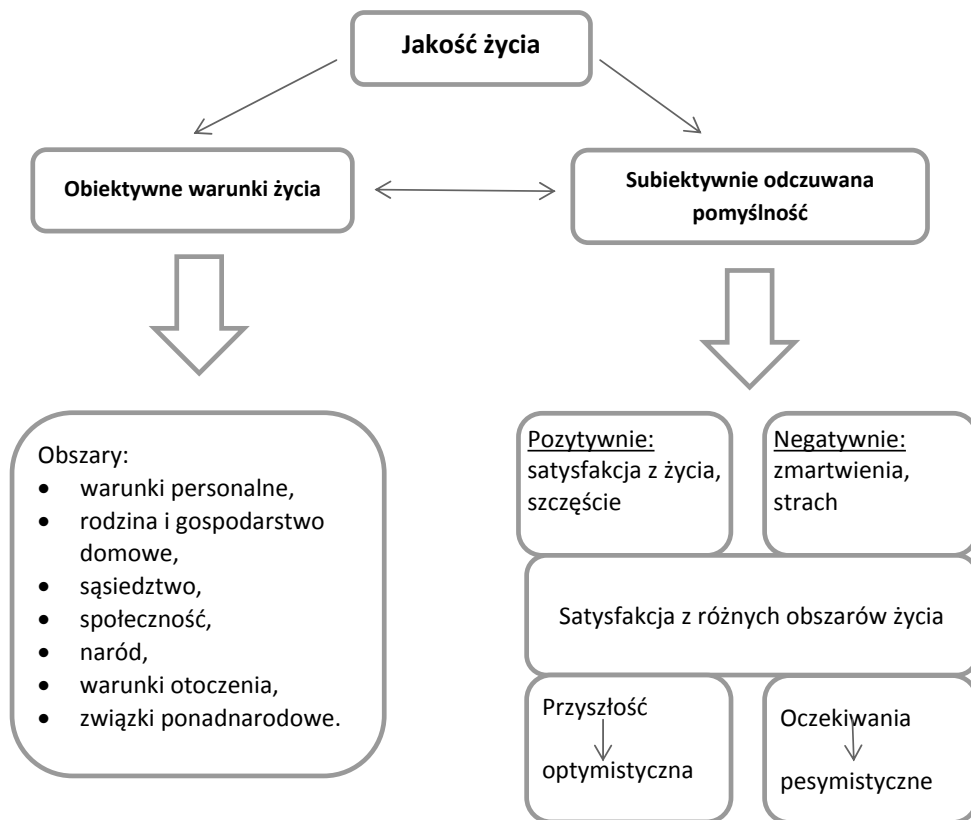 Jakość życia
Obiektywne warunki życia
Subiektywnie odczuwana
pomyślność
Obszary:
• warunki personalne,
• rodzina i gospodarstwo
domowe,
• sąsiedztwo,
• społeczność,
• naród,
• warunki otoczenia,
• związki ponadnarodowe.
Pozytywnie:
satysfakcja z życia,
szczęście
Negatywnie:
zmartwienia,
strach
Satysfakcja z różnych obszarów życia
Przyszłość
optymistyczna
Oczekiwania
pesymistyczne